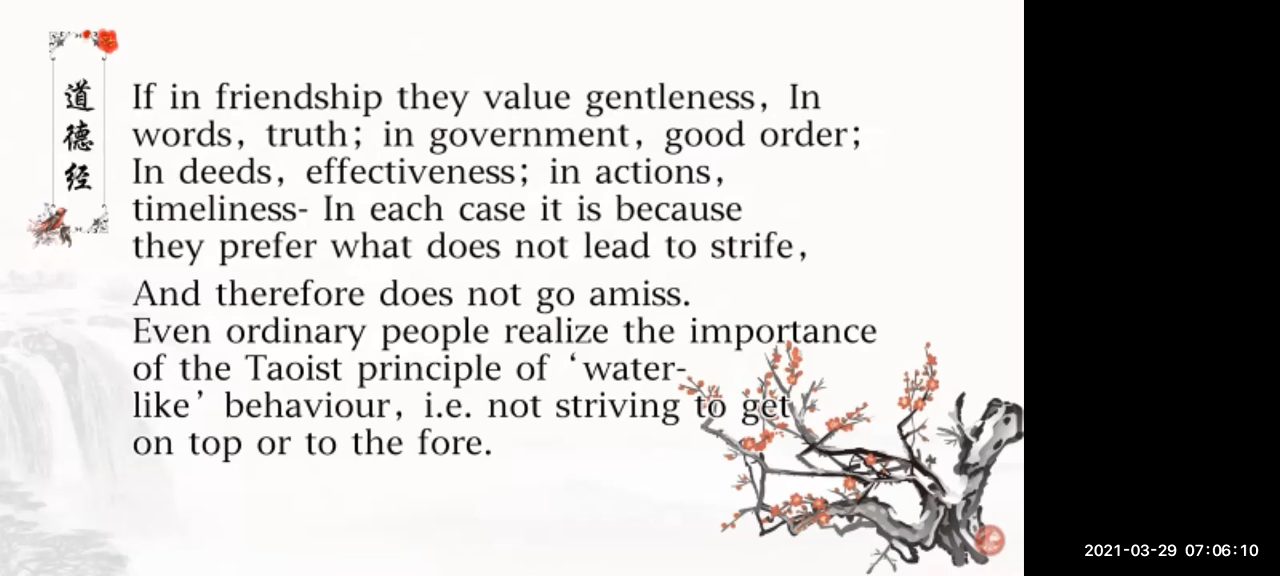 道
德
经
If in friendship they value gentleness, In
words, truth; in government, good order;
In deeds, effectiveness; in actions,
timeliness- In each case it is because
they prefer what does not lead to strife,
And therefore does not go amiss.
Even ordinary people realize the importance
of the Taoist principle of ‘water-
like’ behaviour, i.e. not striving to get
on top or to the fore.
2021-03-29 07:06:10